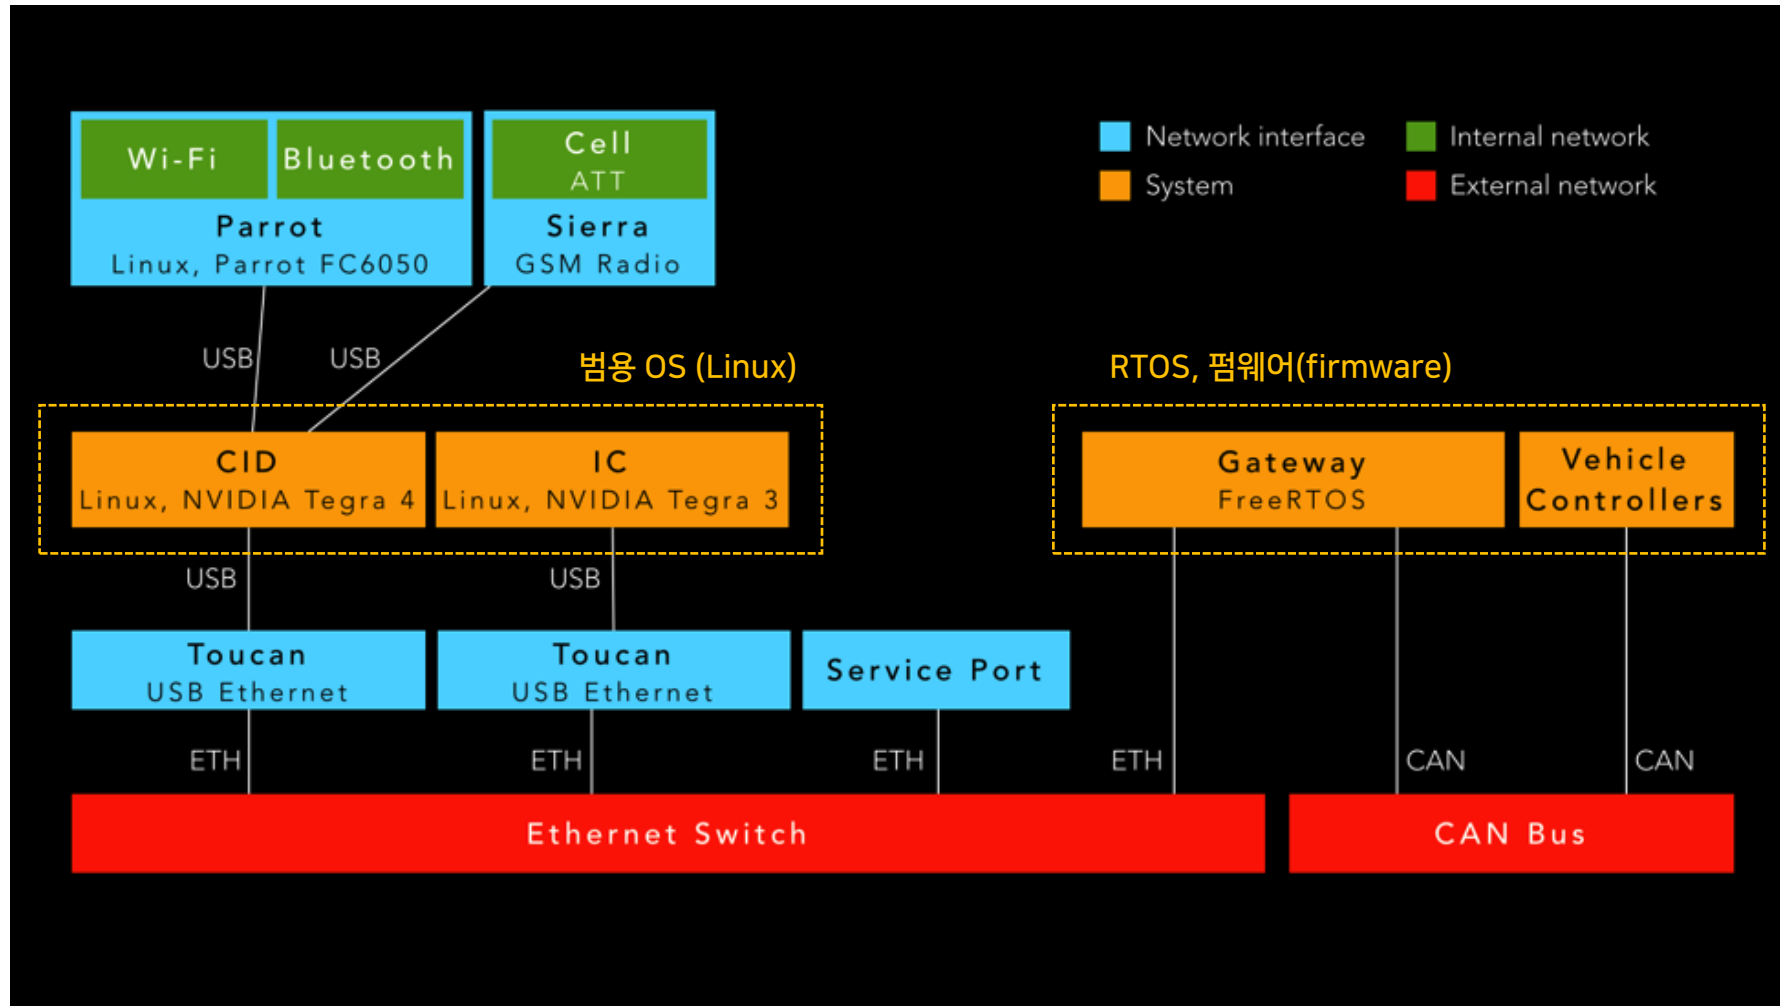 Wi-Fi
Bluetooth
Parrot
Linux, Parrot FC6050
Cell
ATT
Sierra
GSM Radio
Network interface
Internal network
System
External network
USB
USB
범용 OS (Linux)
RTOS, 펌웨어(firmware)
CID
Linux, NVIDIA Tegra 4
IC
Linux, NVIDIA Tegra 3
Gateway
FreeRTOS
Vehicle
Controllers
USB
USB
Toucan
USB Ethernet
Toucan
USB Ethernet
Service Port
ETH
ETH
ETH
ETH
CAN
CAN
Ethernet Switch
CAN Bus